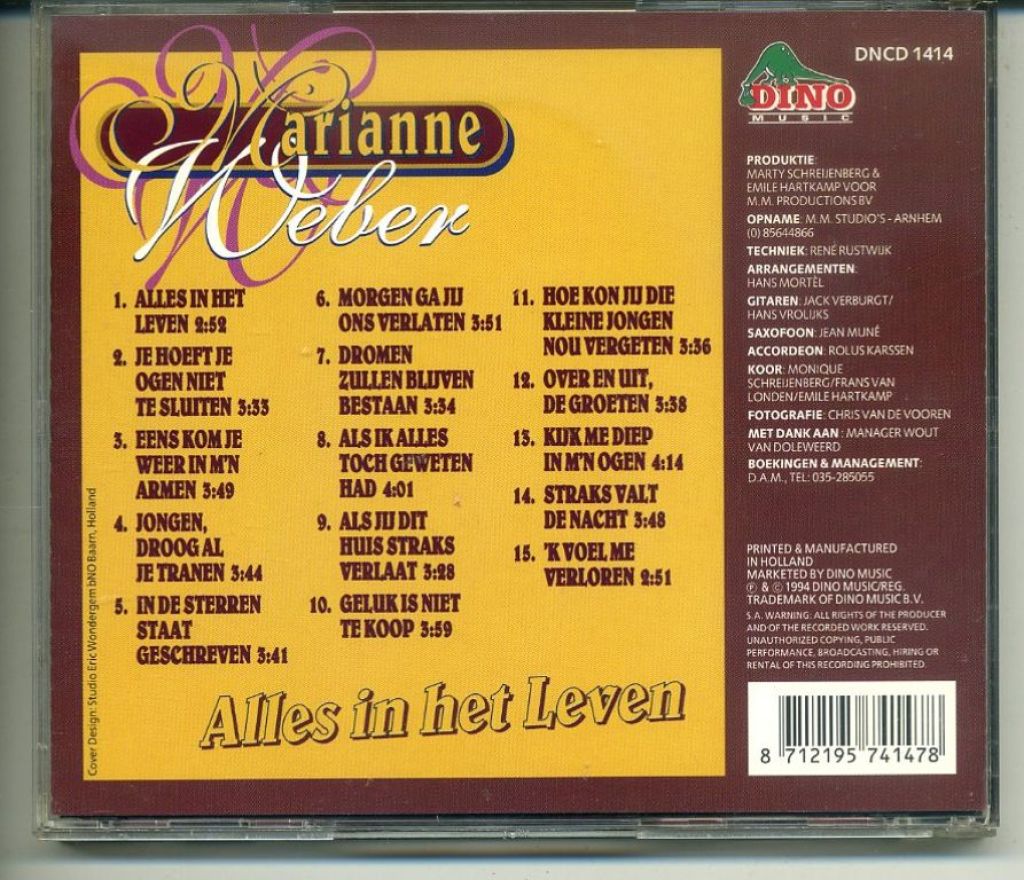 Marianne
Weber
1. ALLES IN HET
LEVEN 2:52
2. JE HOEFT JE
OGEN NIET
TE SLUITEN 3:33
3. EENS KOM JE
WEER IN M'N
ARMEN 3:49
4. JONGEN,
DROOG AL
JE TRANEN 3:44
5. IN DE STERREN
STAAT
GESCHREVEN 3:41
6. MORGEN GA JIJ
ONS VERLATEN 3:51
7. DROMEN
ZULLEN BLIJVEN
BESTAAN 3:34
8. ALS IK ALLES
TOCH GEWETEN
HAD 4:01
9. ALS JIJ DIT
HUIS STRAKS
VERLAAT 3:28
10. GELUK IS NIET
TE KOOP 3:59
11. HOE KON JIJ DIE
KLEINE JONGEN
NOU VERGETEN 3:36
12. OVER EN UIT,
DE GROETEN 3:38
13. KIJK ME DIEP
IN M'N OGEN 4:14
14. STRAKS VALT
DE NACHT 3:48
15. 'K VOEL ME
VERLOREN 2:51
Alles in het Leven
Cover Design: Studio Eric Wondergem bNO Baarn, Holland
DNCD 1414
DINO
MUSIC
PRODUKTIE:
MARTY SCHREIJENBERG &
EMILE HARTKAMP VOOR
M.M. PRODUCTIONS BV
OPNAME: M.M. STUDIO'S - ARNHEM
(0) 85644866
TECHNIEK: RENÉ RUSTWIJK
ARRANGEMENTEN:
HANS MORTÈL
GITAREN: JACK VERBURGT/
HANS VROLIJKS
SAXOFOON: JEAN MUNÉ
ACCORDEON: ROLUS KARSSEN
KOOR: MONIQUE
SCHREIJENBERG/FRANS VAN
LONDEN/EMILE HARTKAMP
FOTOGRAFIE: CHRIS VAN DE VOOREN
MET DANK AAN: MANAGER WOUT
VAN DOLEWEERD
BOEKINGEN & MANAGEMENT:
D.A.M., TEL: 035-285055
PRINTED & MANUFACTURED
IN HOLLAND
MARKETED BY DINO MUSIC
℗ & © 1994 DINO MUSIC/REG.
TRADEMARK OF DINO MUSIC B.V.
S.A. WARNING: ALL RIGHTS OF THE PRODUCER
AND OF THE RECORDED WORK RESERVED.
UNAUTHORIZED COPYING, PUBLIC
PERFORMANCE, BROADCASTING, HIRING OR
RENTAL OF THIS RECORDING PROHIBITED.
8 712195 741478